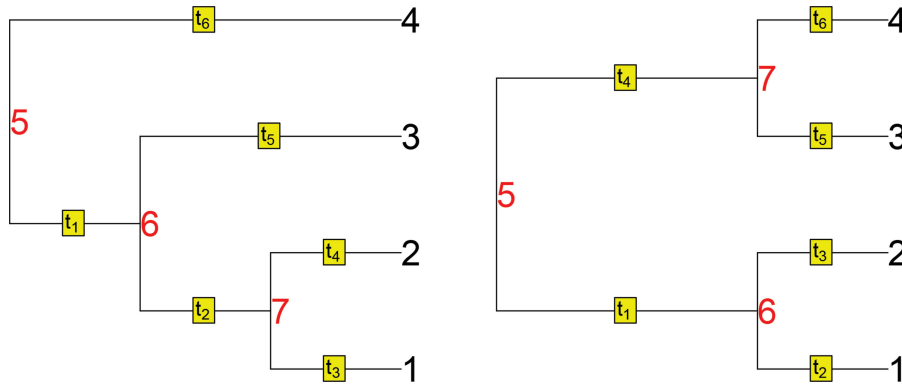 t₆ 4
5
t₅ 3
t₁ 6
t₄ 2
t₂ 7
t₃ 1
t₆ 4
t₄ 7
t₅ 3
5
t₃ 2
t₁ 6
t₂ 1